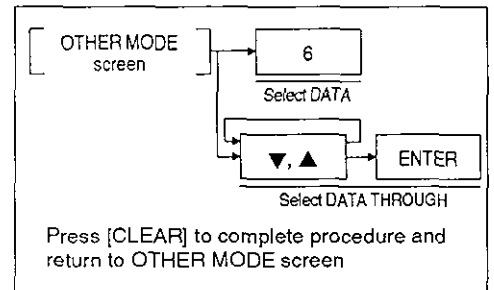 OTHER MODE
screen
6
Select DATA
▼, ▲
ENTER
Select DATA THROUGH
Press [CLEAR] to complete procedure and
return to OTHER MODE screen